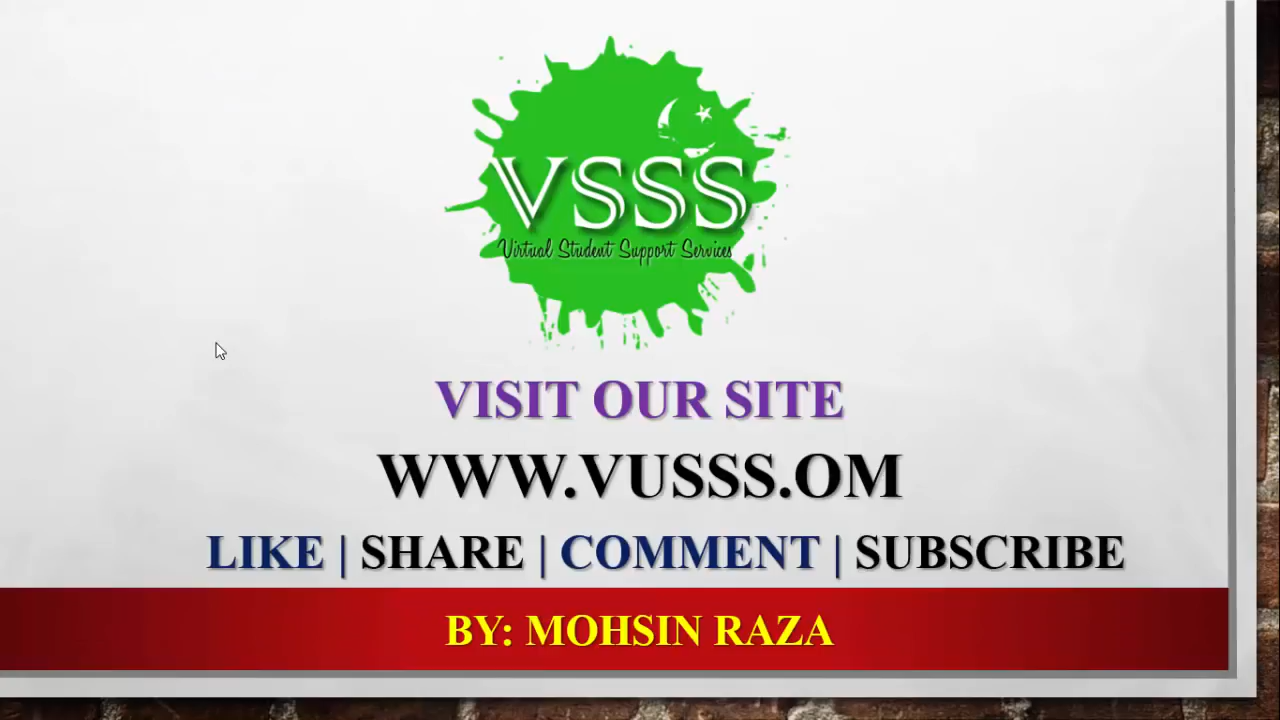 VSSS
Virtual Student Support Services
VISIT OUR SITE
WWW.VUSSS.OM
LIKE | SHARE | COMMENT | SUBSCRIBE
BY: MOHSIN RAZA